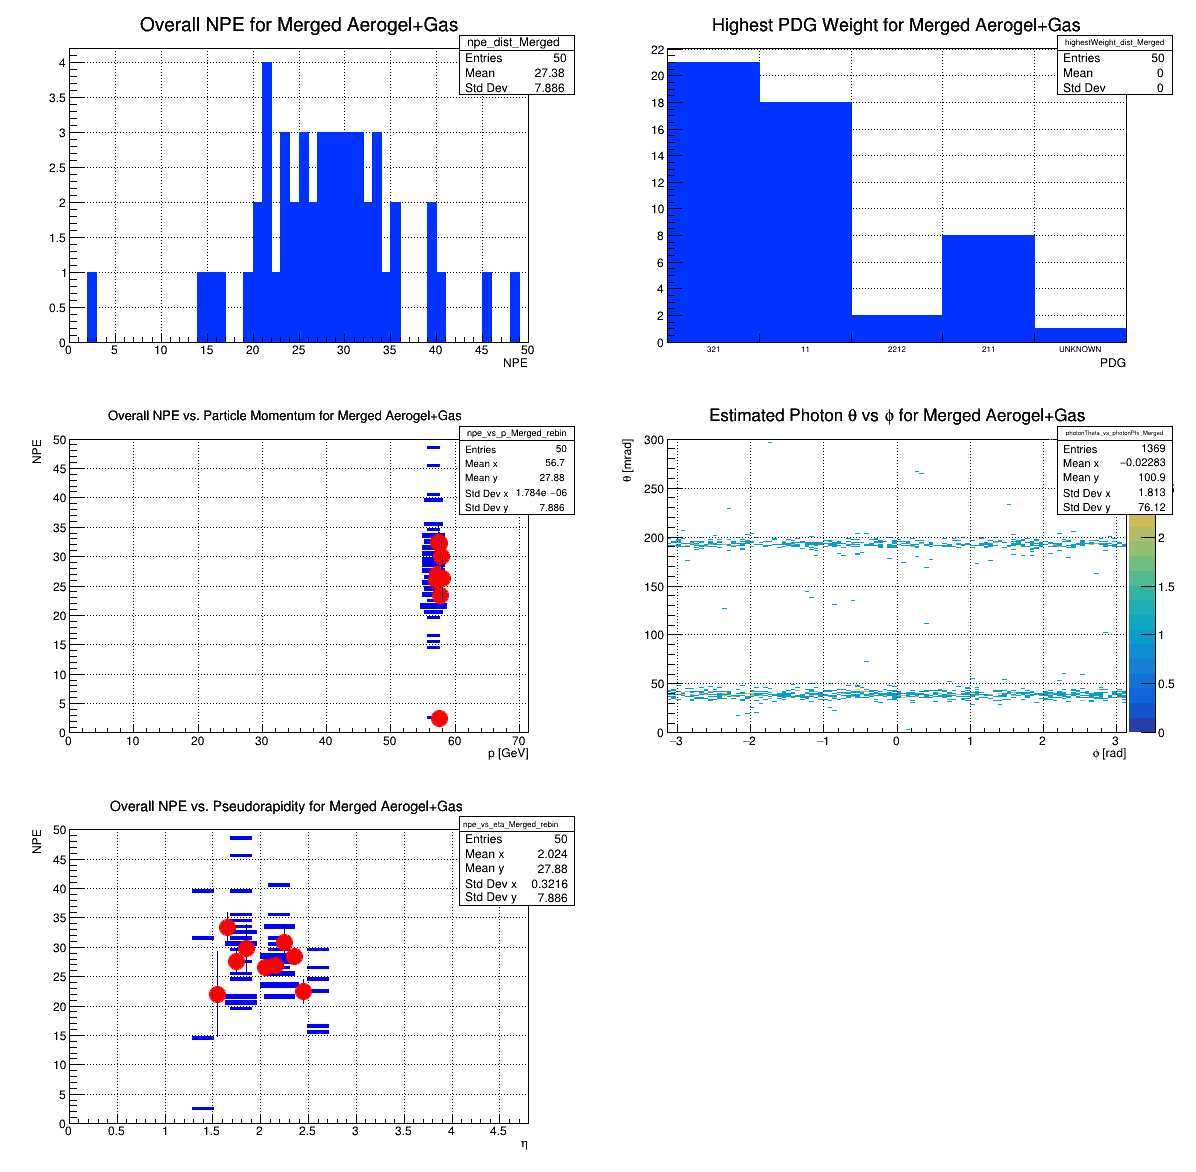 Overall NPE for Merged Aerogel+Gas
npe_dist_Merged
Entries 50
Mean 27.38
Std Dev 7.886
4
3.5
3
2.5
2
1.5
1
0.5
0
0 5 10 15 20 25 30 35 40 45 50
NPE
Highest PDG Weight for Merged Aerogel+Gas
highestWeight_dist_Merged
Entries 50
Mean 0
Std Dev 0
22
20
18
16
14
12
10
8
6
4
2
0
321 11 2212 211 UNKNOWN
PDG
Overall NPE vs. Particle Momentum for Merged Aerogel+Gas
npe_vs_p_Merged_rebin
Entries 50
Mean x 56.7
Mean y 27.88
Std Dev x 1.784e −06
Std Dev y 7.886
NPE
50
45
40
35
30
25
20
15
10
5
0
0 10 20 30 40 50 60 70
p [GeV]
Estimated Photon θ vs ϕ for Merged Aerogel+Gas
photonTheta_vs_photonPhi_Merged
Entries 1369
Mean x −0.02283
Mean y 100.9
Std Dev x 1.813
Std Dev y 76.12
θ [mrad]
300
250
200
150
100
50
0
−3 −2 −1 0 1 2 3
ϕ [rad]
2
1.5
1
0.5
0
Overall NPE vs. Pseudorapidity for Merged Aerogel+Gas
npe_vs_eta_Merged_rebin
Entries 50
Mean x 2.024
Mean y 27.88
Std Dev x 0.3216
Std Dev y 7.886
NPE
50
45
40
35
30
25
20
15
10
5
0
0 0.5 1 1.5 2 2.5 3 3.5 4 4.5
η